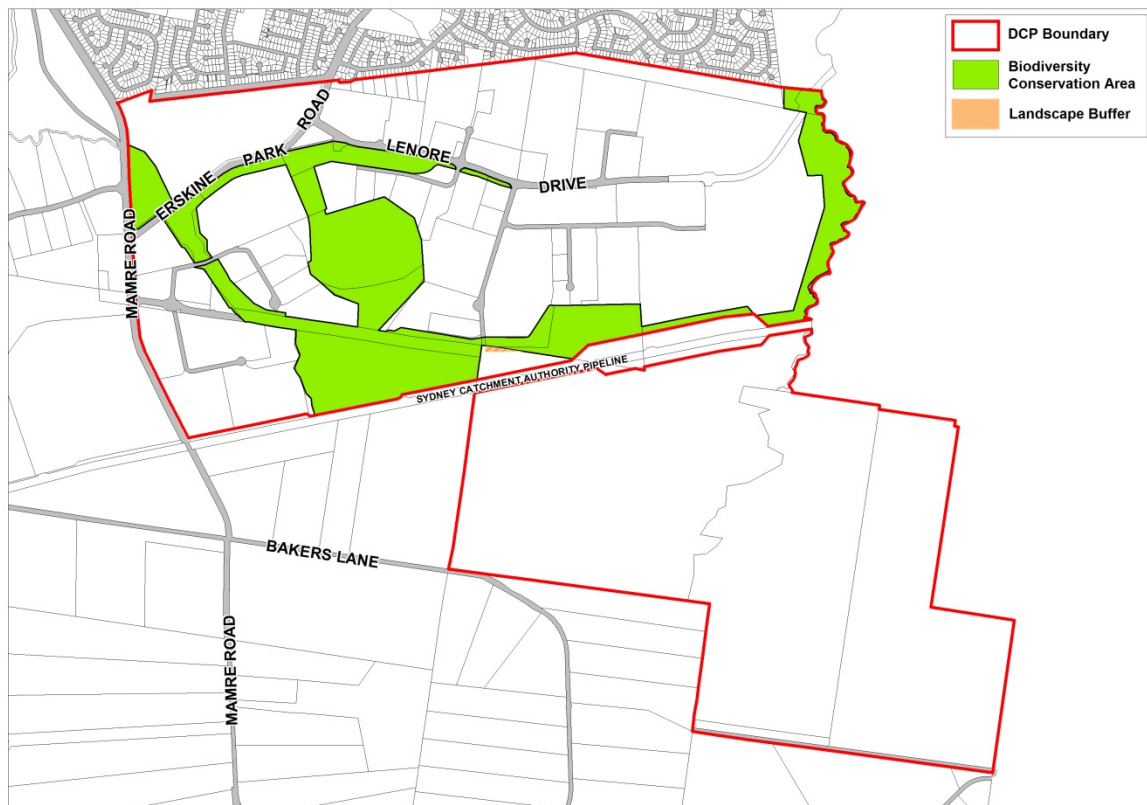 DCP Boundary
Biodiversity
Conservation Area
Landscape Buffer
ERSKINE PARK ROAD
LENORE DRIVE
MAMRE ROAD
SYDNEY CATCHMENT AUTHORITY PIPELINE
BAKERS LANE
MAMRE ROAD